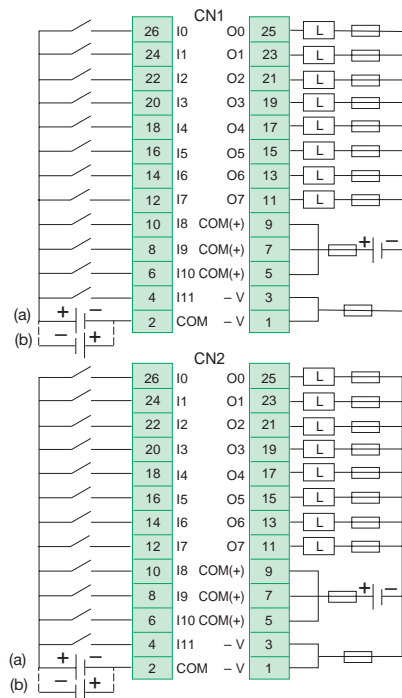 CN1
26 I0 O0 25 L
24 I1 O1 23 L
22 I2 O2 21 L
20 I3 O3 19 L
18 I4 O4 17 L
16 I5 O5 15 L
14 I6 O6 13 L
12 I7 O7 11 L
10 I8 COM(+) 9
8 I9 COM(+) 7 + −
6 I10 COM(+) 5
(a) + − 4 I11 – V 3
(b) − + 2 COM – V 1
CN2
26 I0 O0 25 L
24 I1 O1 23 L
22 I2 O2 21 L
20 I3 O3 19 L
18 I4 O4 17 L
16 I5 O5 15 L
14 I6 O6 13 L
12 I7 O7 11 L
10 I8 COM(+) 9
8 I9 COM(+) 7 + −
6 I10 COM(+) 5
(a) + − 4 I11 – V 3
(b) − + 2 COM – V 1